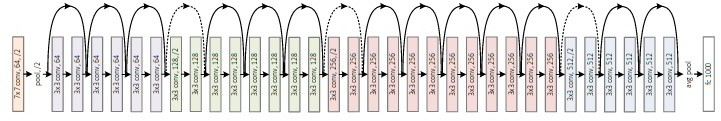 7x7 conv, 64, /2
pool, /2
3x3 conv, 64
3x3 conv, 64
3x3 conv, 64
3x3 conv, 64
3x3 conv, 64
3x3 conv, 64
3x3 conv, 128, /2
3x3 conv, 128
3x3 conv, 128
3x3 conv, 128
3x3 conv, 128
3x3 conv, 128
3x3 conv, 128
3x3 conv, 128
3x3 conv, 256, /2
3x3 conv, 256
3x3 conv, 256
3x3 conv, 256
3x3 conv, 256
3x3 conv, 256
3x3 conv, 256
3x3 conv, 256
3x3 conv, 256
3x3 conv, 256
3x3 conv, 256
3x3 conv, 256
3x3 conv, 512, /2
3x3 conv, 512
3x3 conv, 512
3x3 conv, 512
3x3 conv, 512
3x3 conv, 512
avg pool
fc 1000